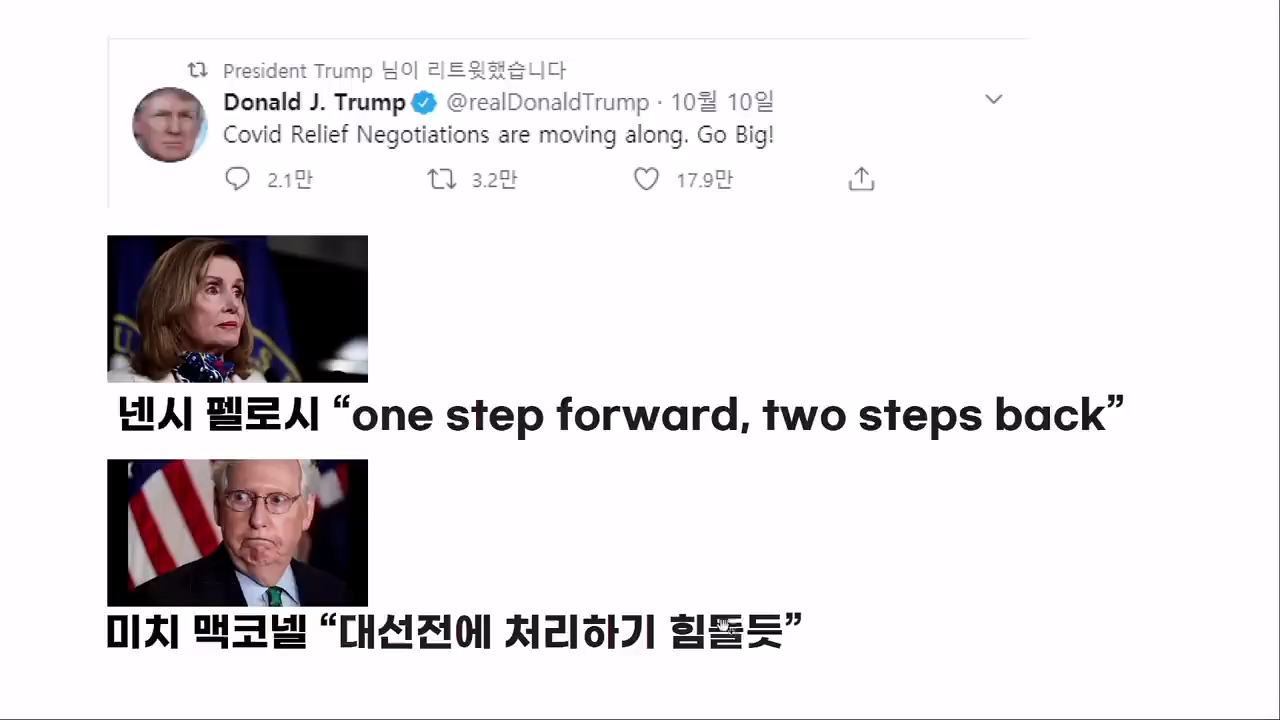 President Trump 님이 리트윗했습니다
Donald J. Trump @realDonaldTrump · 10월 10일
Covid Relief Negotiations are moving along. Go Big!
2.1만 3.2만 17.9만
넨시 펠로시 “one step forward, two steps back”
미치 맥코넬 “대선전에 처리하기 힘들듯”